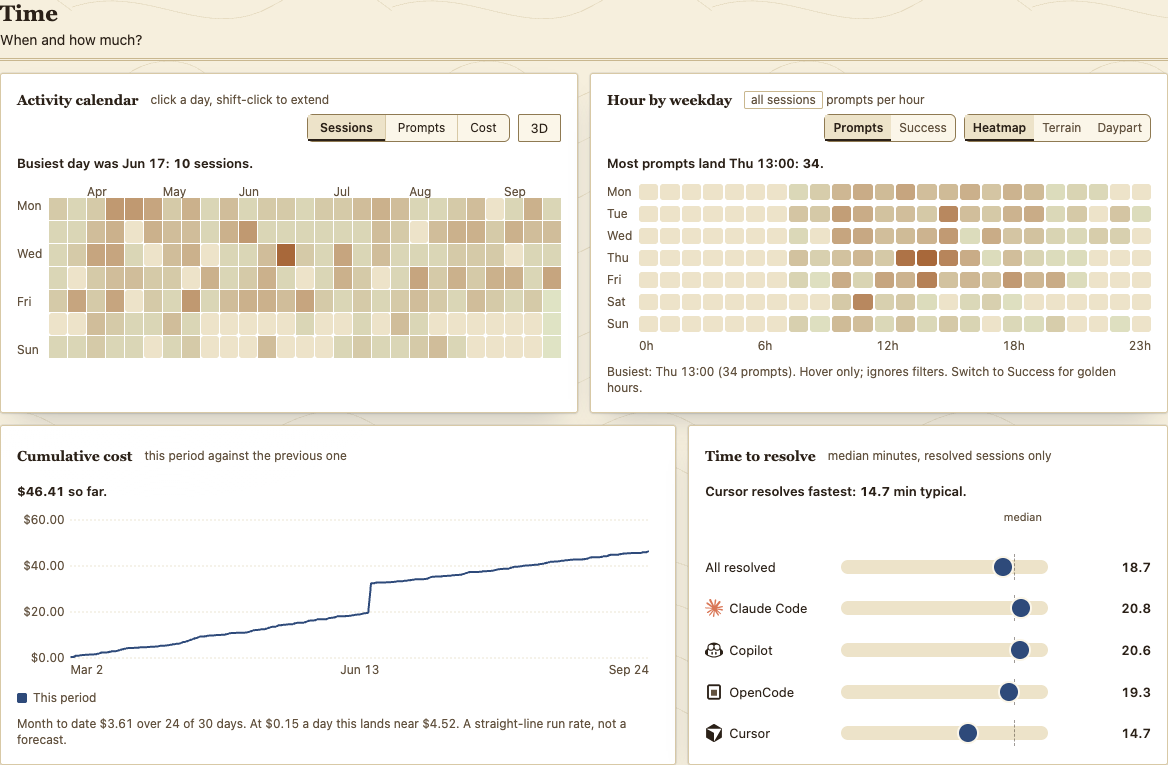 Time
When and how much?
Activity calendar click a day, shift-click to extend
Sessions Prompts Cost 3D
Busiest day was Jun 17: 10 sessions.
Apr May Jun Jul Aug Sep
Mon
Wed
Fri
Sun
Hour by weekday all sessions prompts per hour
Prompts Success Heatmap Terrain Daypart
Most prompts land Thu 13:00: 34.
Mon
Tue
Wed
Thu
Fri
Sat
Sun
0h 6h 12h 18h 23h
Busiest: Thu 13:00 (34 prompts). Hover only; ignores filters. Switch to Success for golden
hours.
Cumulative cost this period against the previous one
$46.41 so far.
$60.00
$40.00
$20.00
$0.00
Mar 2 Jun 13 Sep 24
This period
Month to date $3.61 over 24 of 30 days. At $0.15 a day this lands near $4.52. A straight-line run rate, not a
forecast.
Time to resolve median minutes, resolved sessions only
Cursor resolves fastest: 14.7 min typical.
median
All resolved 18.7
Claude Code 20.8
Copilot 20.6
OpenCode 19.3
Cursor 14.7